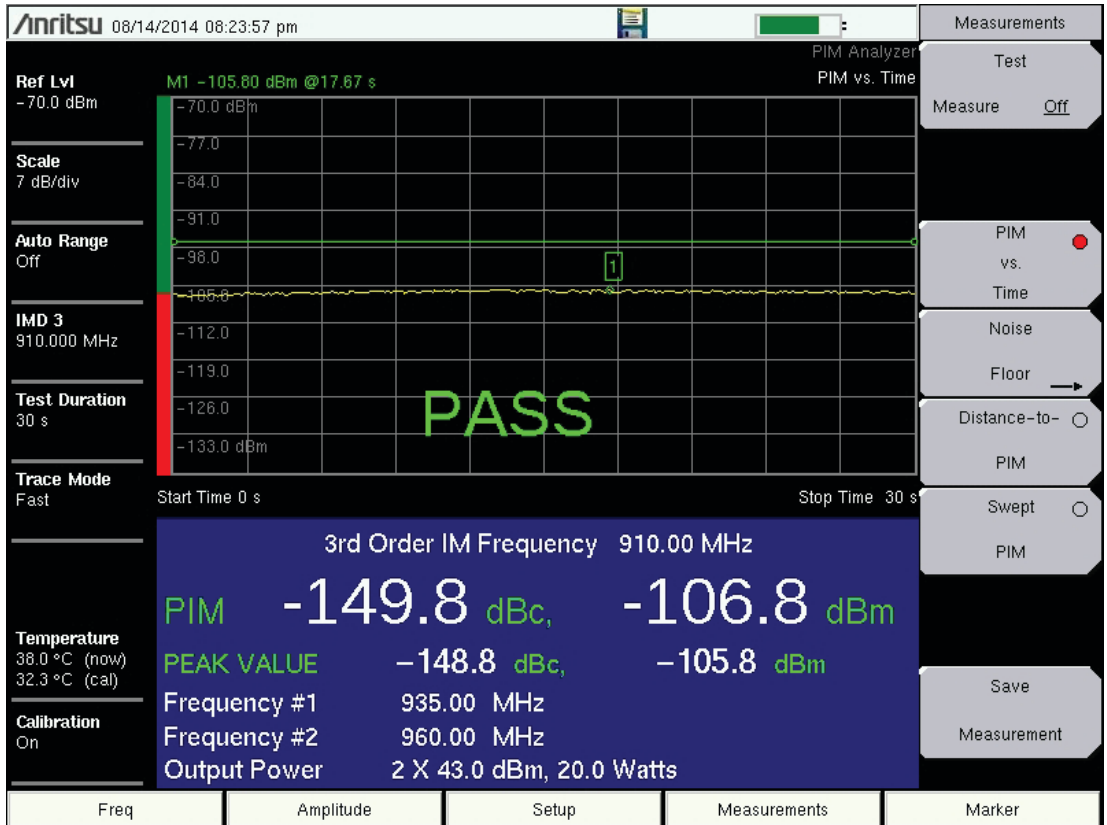 Anritsu 08/14/2014 08:23:57 pm
Measurements
PIM Analyzer
PIM vs. Time
M1 -105.80 dBm @17.67 s
Ref Lvl
-70.0 dBm
Scale
7 dB/div
Auto Range
Off
IMD 3
910.000 MHz
Test Duration
30 s
Trace Mode
Fast
Temperature
38.0 °C (now)
32.3 °C (cal)
Calibration
On
-70.0 dBm
-77.0
-84.0
-91.0
-98.0
-105.0
-112.0
-119.0
-126.0
-133.0 dBm
1
PASS
Start Time 0 s
Stop Time 30 s
3rd Order IM Frequency 910.00 MHz
PIM -149.8 dBc, -106.8 dBm
PEAK VALUE -148.8 dBc, -105.8 dBm
Frequency #1 935.00 MHz
Frequency #2 960.00 MHz
Output Power 2 X 43.0 dBm, 20.0 Watts
Test
Measure Off
PIM
vs.
Time
Noise
Floor
Distance-to-
PIM
Swept
PIM
Save
Measurement
Freq
Amplitude
Setup
Measurements
Marker